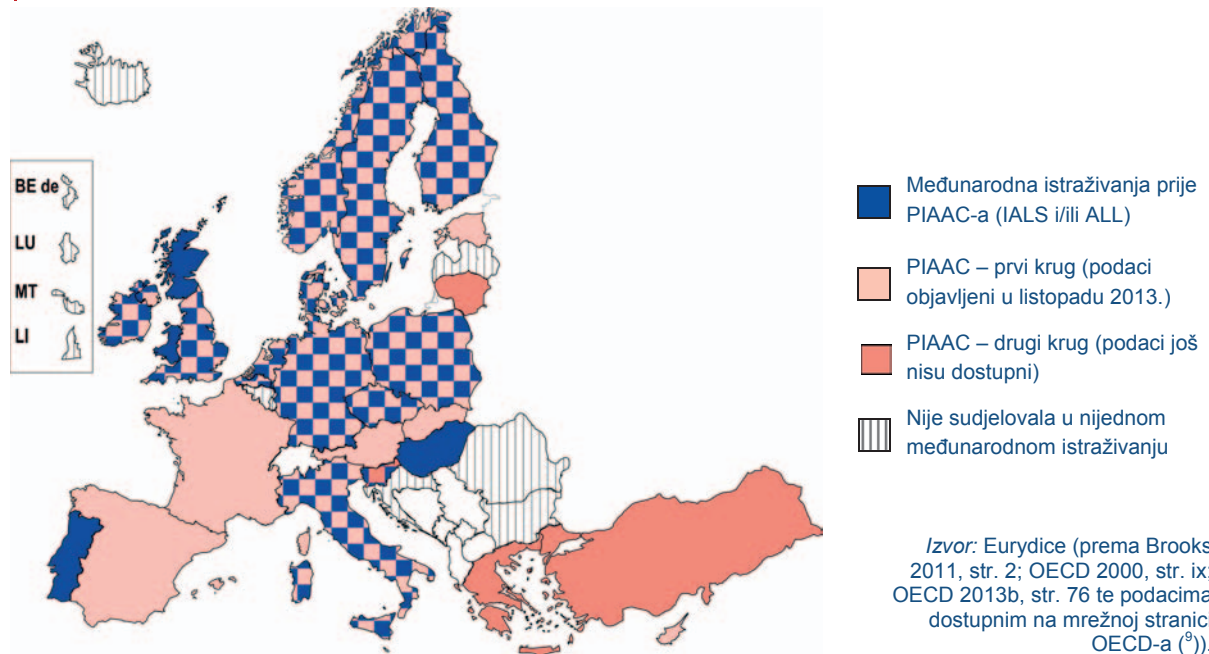 BE de
LU
MT
LI
Međunarodna istraživanja prije
PIAAC-a (IALS i/ili ALL)
PIAAC – prvi krug (podaci
objavljeni u listopadu 2013.)
PIAAC – drugi krug (podaci još
nisu dostupni)
Nije sudjelovala u nijednom
međunarodnom istraživanju
Izvor: Eurydice (prema Brooks
2011, str. 2; OECD 2000, str. ix;
OECD 2013b, str. 76 te podacima
dostupnim na mrežnoj stranici
OECD-a (⁹)).